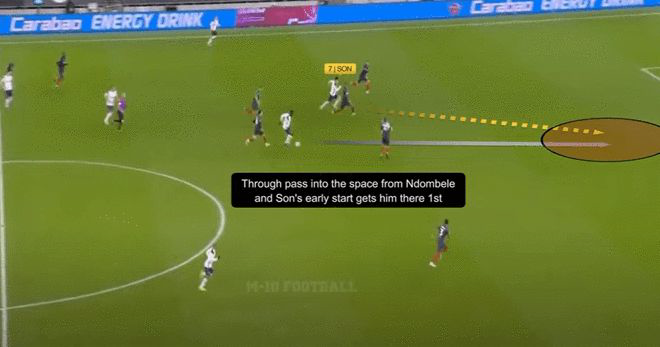 Carabao ENERGY DRINK
Carabao ENERGY DRINK
7 | SON
Through pass into the space from Ndombele
and Son's early start gets him there 1st
M-10 FOOTBALL